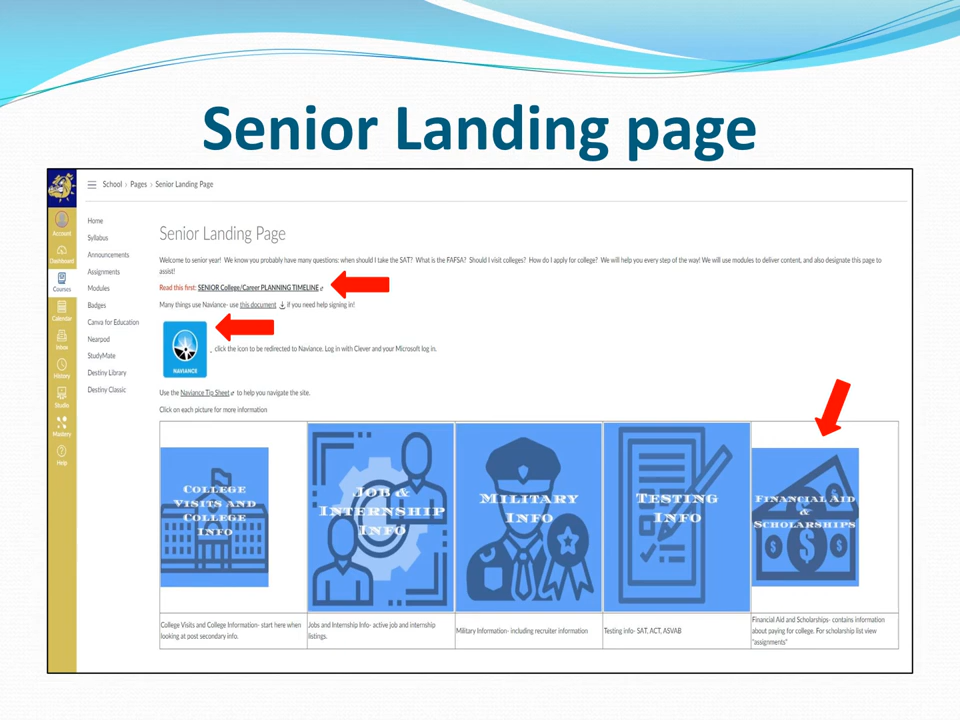 Senior Landing page
School › Pages › Senior Landing Page
Account
Dashboard
Courses
Calendar
Inbox
History
Studio
Mastery
Help
Home
Syllabus
Announcements
Assignments
Modules
Badges
Canva for Education
Nearpod
StudyMate
Destiny Library
Destiny Classic
Senior Landing Page
Welcome to senior year! We know you probably have many questions: when should I take the SAT? What is the FAFSA? Should I visit colleges? How do I apply for college? We will help you every step of the way! We will use modules to deliver content, and also designate this page to
assist!
Read this first: SENIOR College/Career PLANNING TIMELINE
Many things use Naviance- use this document if you need help signing in!
NAVIANCE
, click the icon to be redirected to Naviance. Log in with Clever and your Microsoft log in.
Use the Naviance Tip Sheet to help you navigate the site.
Click on each picture for more information
College
Visits and
College
Info
Job &
Internship
Info
Military
Info
Testing
Info
Financial Aid
&
Scholarships
College Visits and College Information- start here when
looking at post secondary info.
Jobs and Internship Info- active job and internship
listings.
Military Information- including recruiter information
Testing info- SAT, ACT, ASVAB
Financial Aid and Scholarships- contains information
about paying for college. For scholarship list view
"assignments"